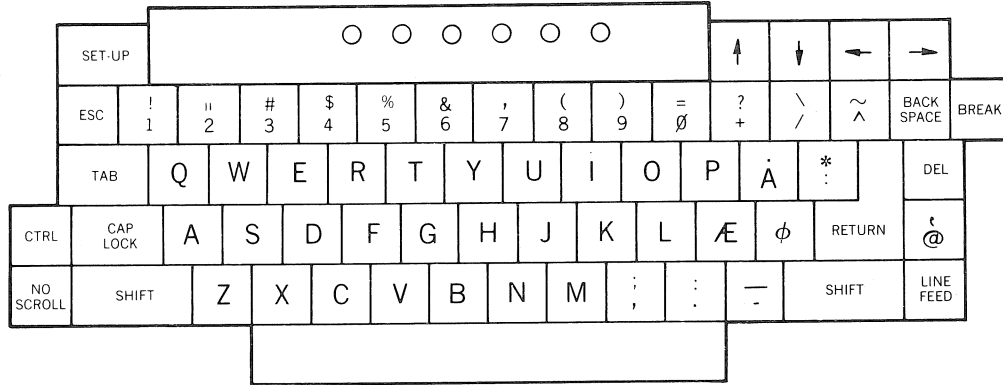 SET-UP ↑ ↓ ← →
ESC ! 1 " 2 # 3 $ 4 % 5 & 6 ' 7 ( 8 ) 9 = Ø ? + \ / ~ ^ BACK SPACE BREAK
TAB Q W E R T Y U i O P Å * : DEL
CTRL CAP LOCK A S D F G H J K L Æ ϕ RETURN ` @
NO SCROLL SHIFT Z X C V B N M ; , : . — - SHIFT LINE FEED